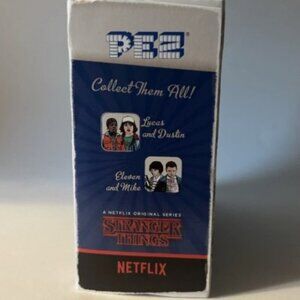 PEZ
Collect Them All!
Lucas
and Dustin
Eleven
and Mike
A NETFLIX ORIGINAL SERIES
STRANGER
THINGS
NETFLIX